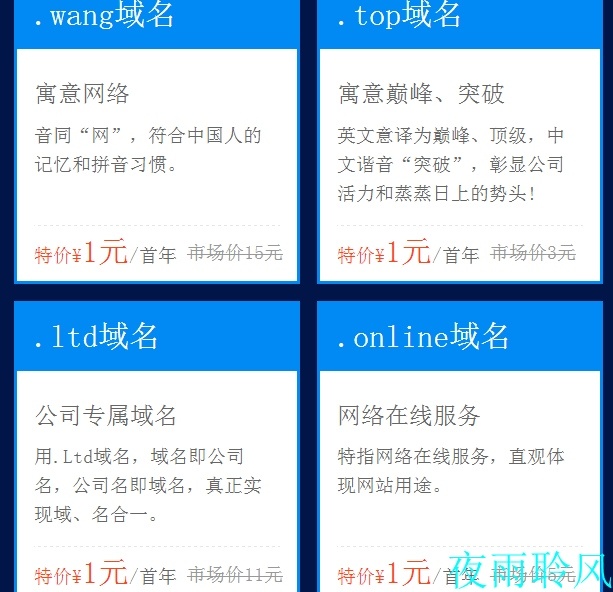 .wang域名
寓意网络
音同“网”，符合中国人的
记忆和拼音习惯。
特价¥1元/首年 市场价15元
.top域名
寓意巅峰、突破
英文意译为巅峰、顶级，中
文谐音“突破”，彰显公司
活力和蒸蒸日上的势头!
特价¥1元/首年 市场价3元
.ltd域名
公司专属域名
用.Ltd域名，域名即公司
名，公司名即域名，真正实
现域、名合一。
特价¥1元/首年 市场价11元
.online域名
网络在线服务
特指网络在线服务，直观体
现网站用途。
特价¥1元/首年 市场价5元
夜雨聆风